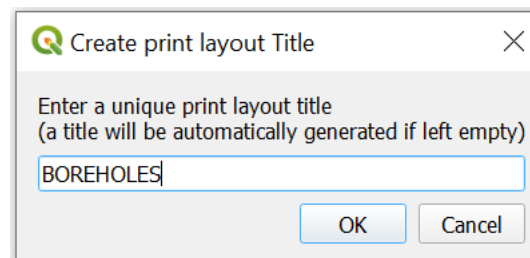 Create print layout Title
Enter a unique print layout title
(a title will be automatically generated if left empty)
BOREHOLES
OK Cancel